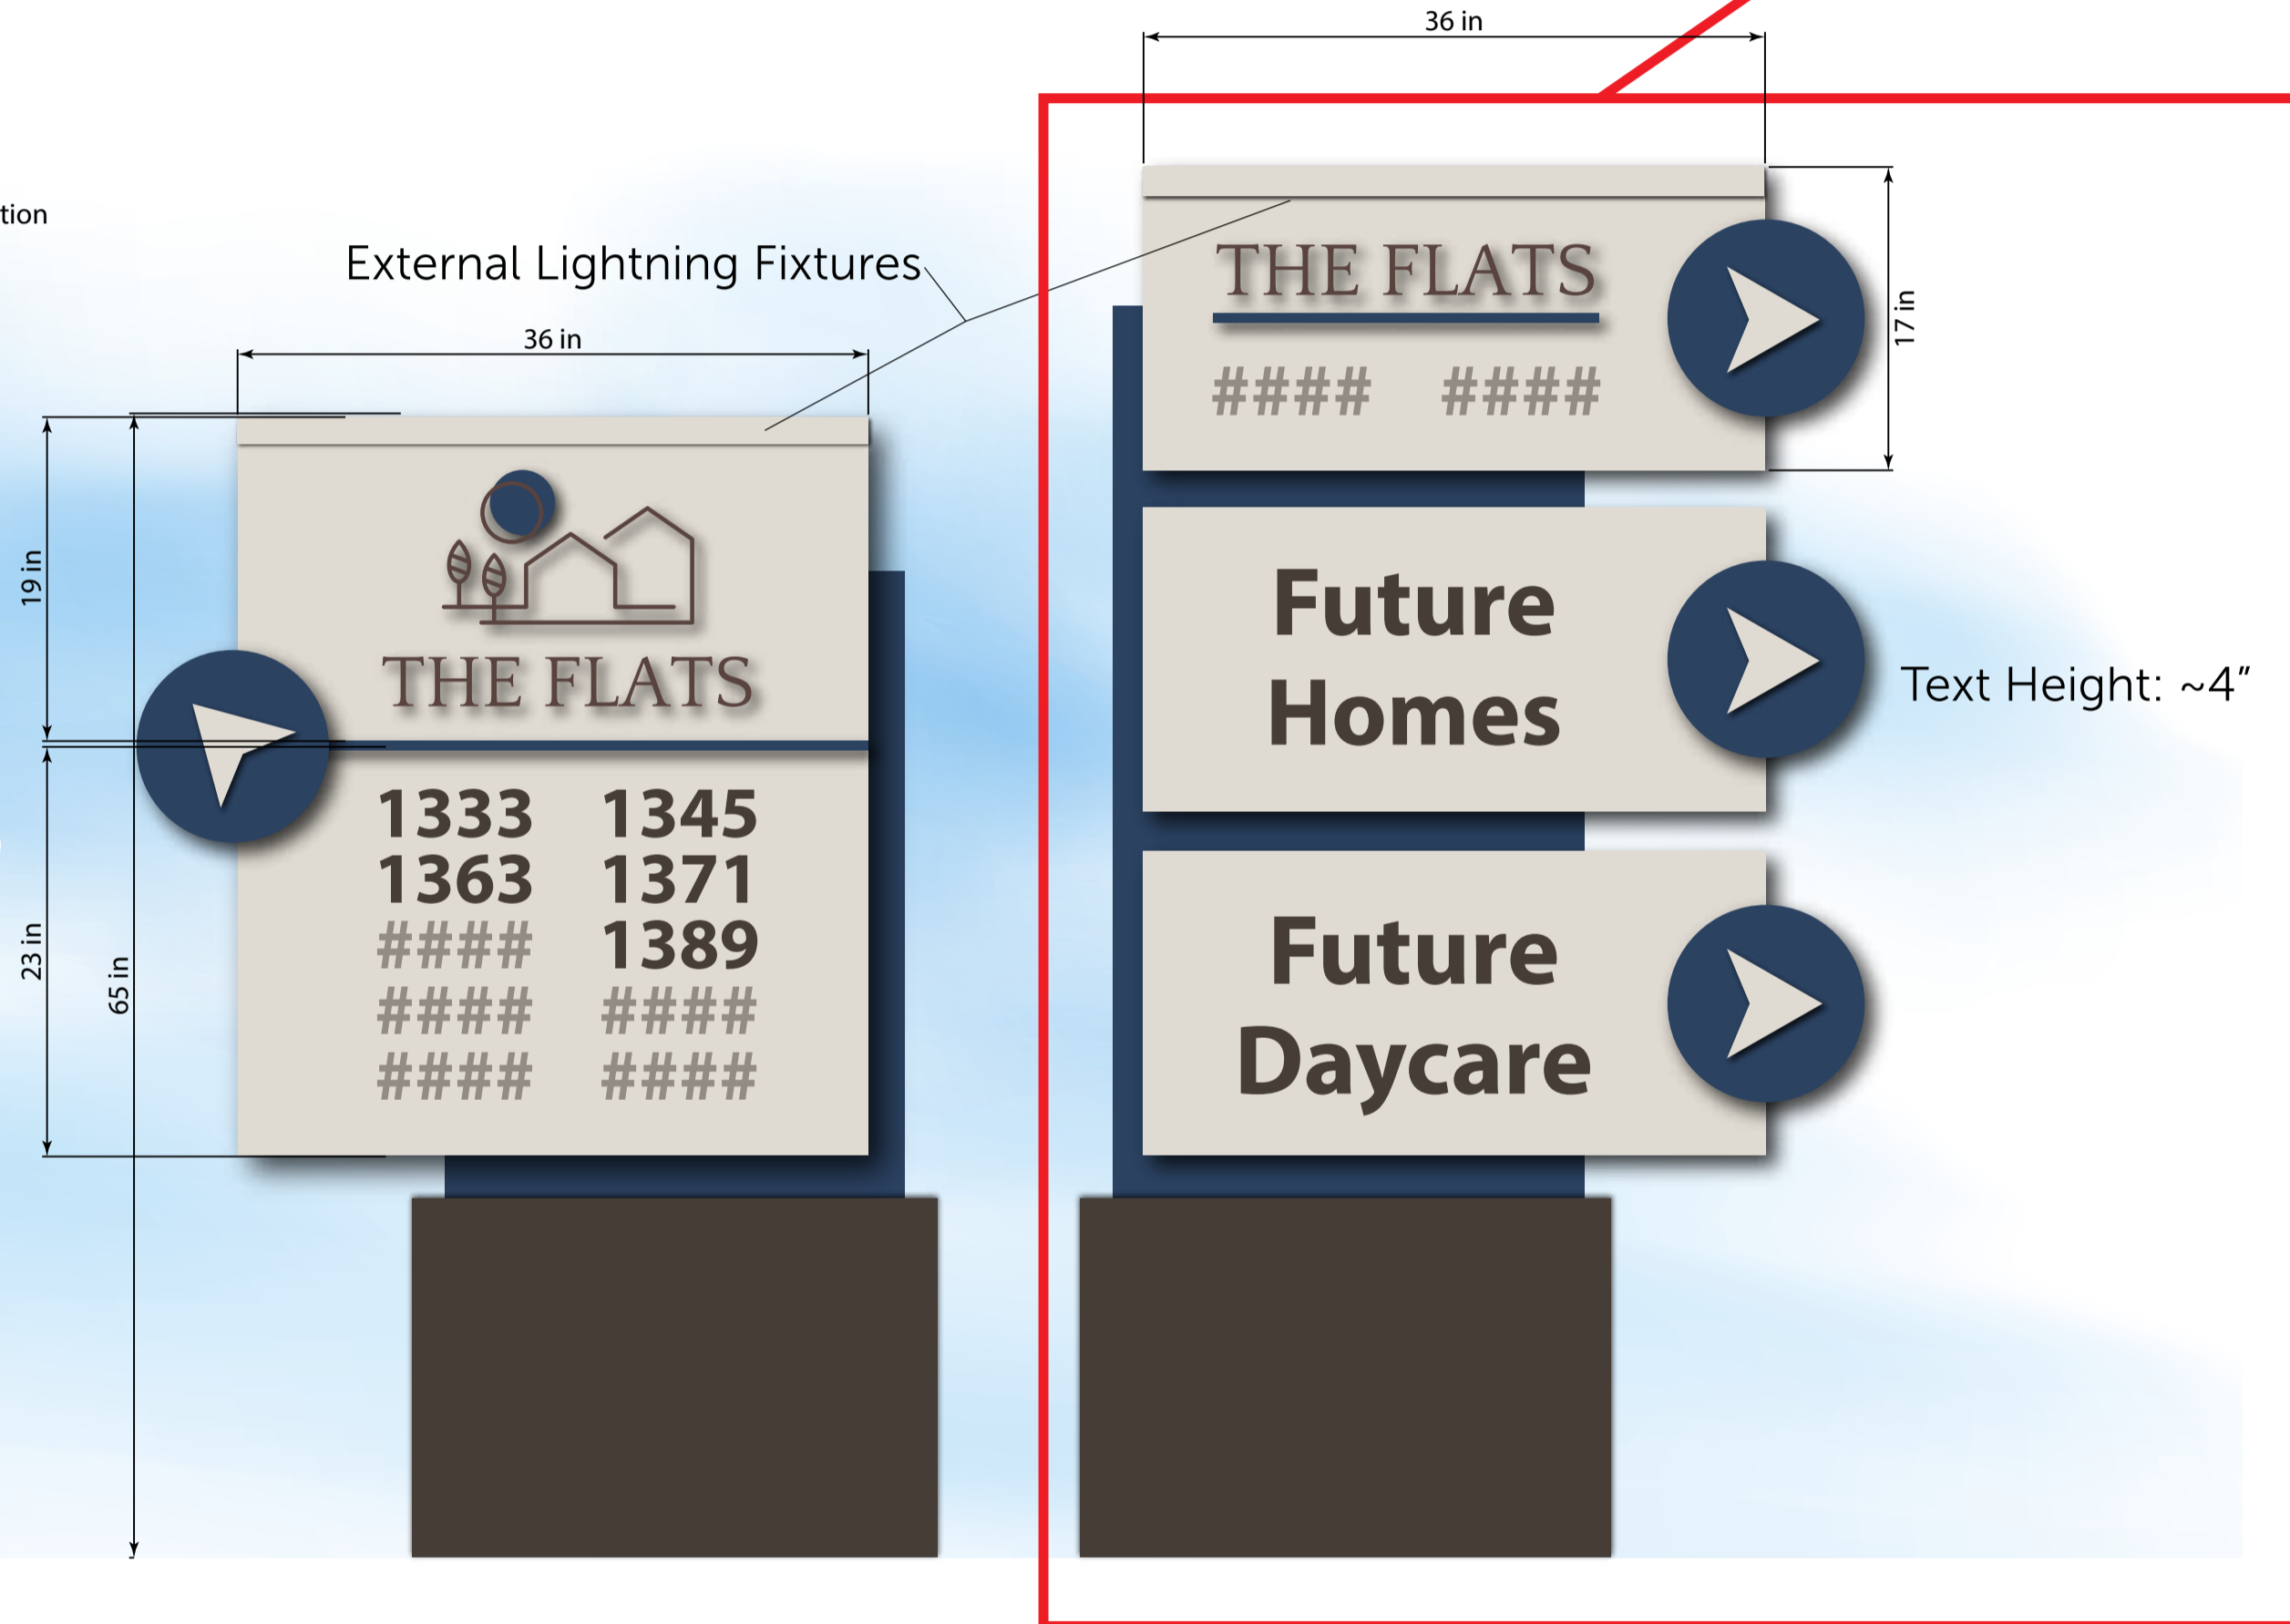 36 in
tion
External Lightning Fixtures
36 in
19 in
23 in
65 in
THE FLATS
1333 1345
1363 1371
#### 1389
#### ####
#### ####
THE FLATS
#### ####
17 in
Future
Homes
Text Height: ~4”
Future
Daycare